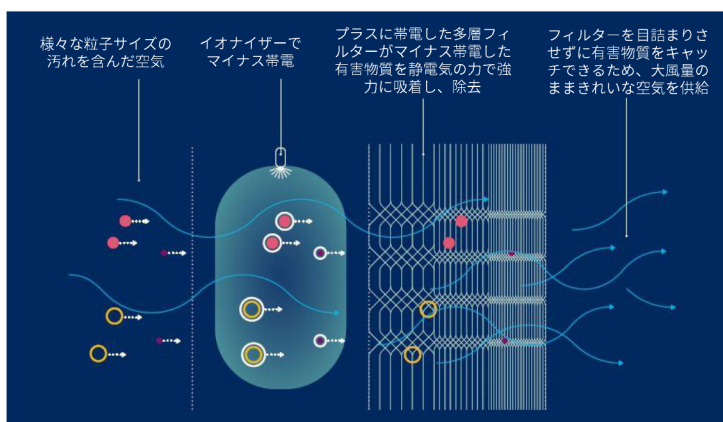 様々な粒子サイズの
汚れを含んだ空気
イオナイザーで
マイナス帯電
プラスに帯電した多層フィ
ルターがマイナス帯電した
有害物質を静電気の力で強
力に吸着し、除去
フィルターを目詰まりさ
せずに有害物質をキャッ
チできるため、大風量の
ままきれいな空気を供給